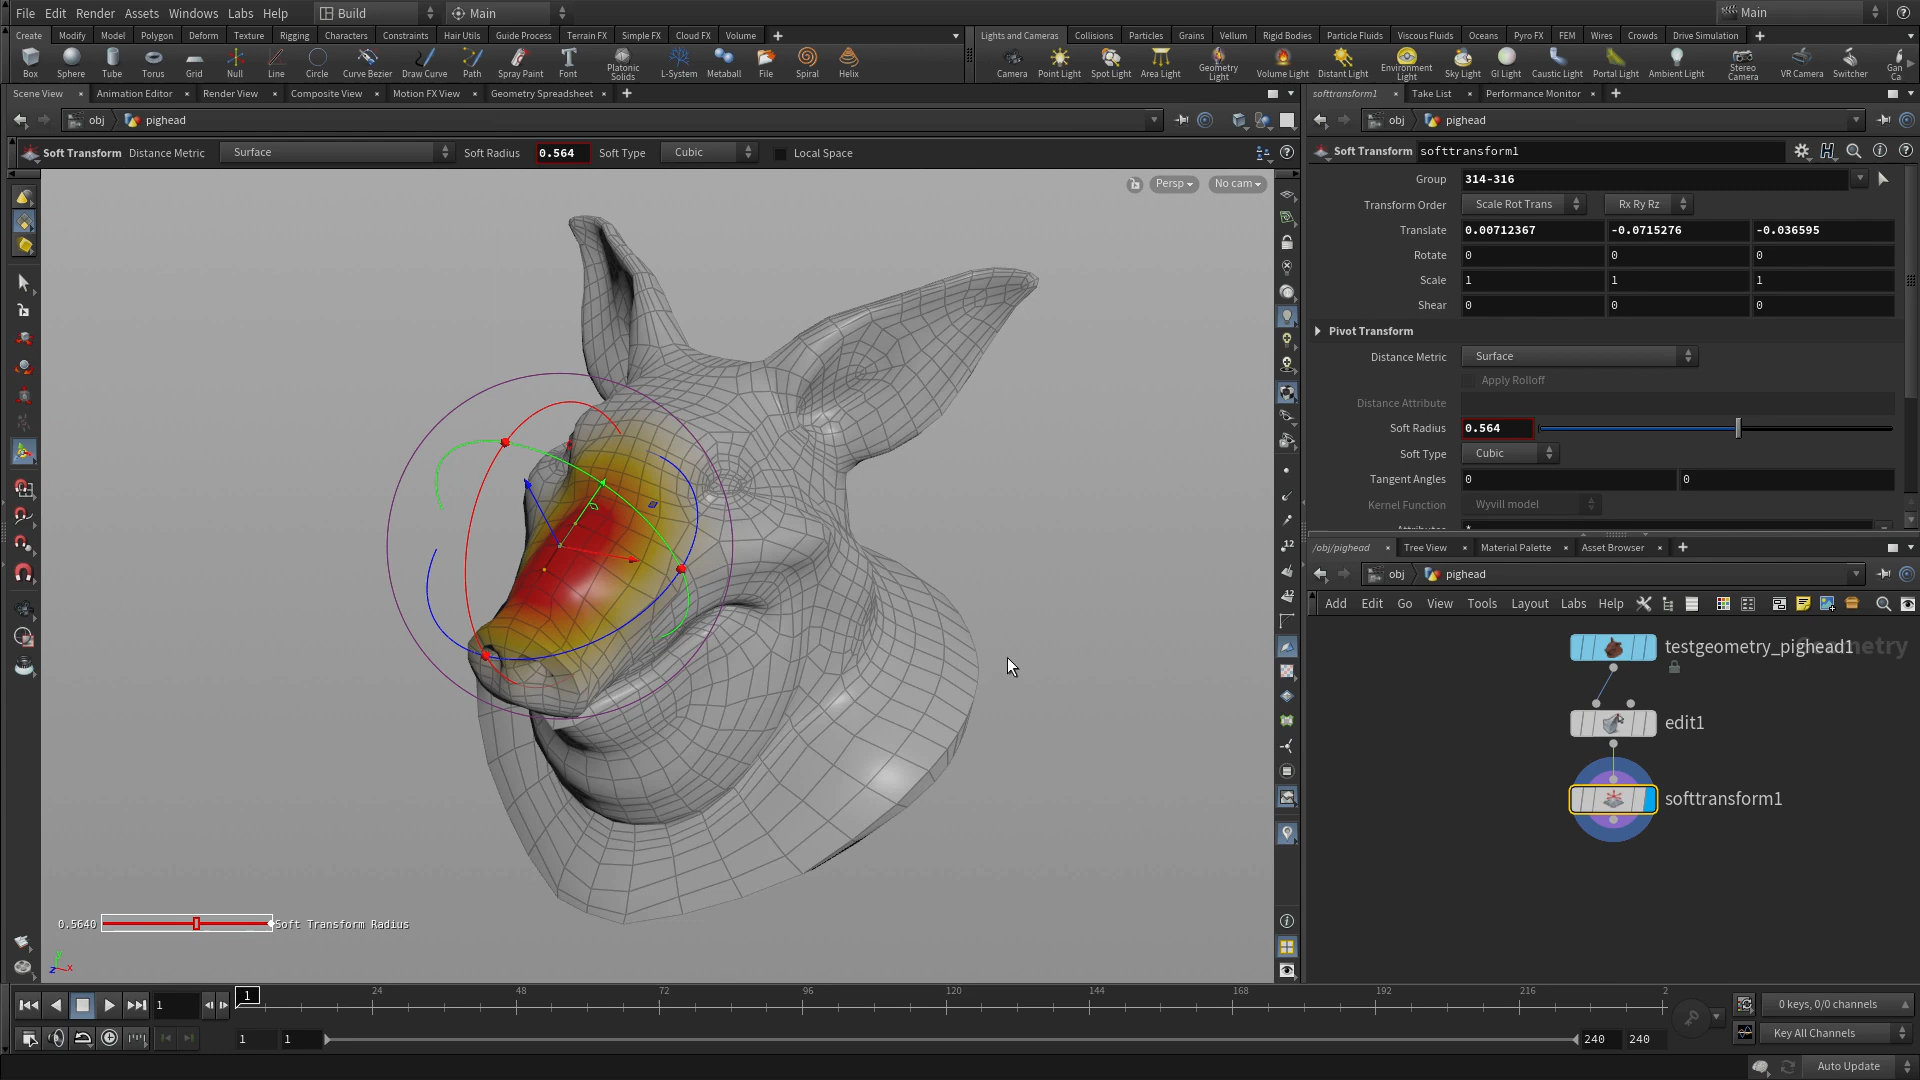 File Edit Render Assets Windows Labs Help Build Main Main
Create Modify Model Polygon Deform Texture Rigging Characters Constraints Hair Utils Guide Process Terrain FX Simple FX Cloud FX Volume
Lights and Cameras Collisions Particles Grains Vellum Rigid Bodies Particle Fluids Viscous Fluids Oceans Pyro FX FEM Wires Crowds Drive Simulation
Box Sphere Tube Torus Grid Null Line Circle Curve Bezier Draw Curve Path Spray Paint Font Platonic Solids L-System Metaball File Spiral Helix
Camera Point Light Spot Light Area Light Geometry Light Volume Light Distant Light Environment Light Sky Light GI Light Caustic Light Portal Light Ambient Light Stereo Camera VR Camera Switcher Gan Ca
Scene View Animation Editor Render View Composite View Motion FX View Geometry Spreadsheet
softtransform1 Take List Performance Monitor
obj pighead
obj pighead
Soft Transform Distance Metric Surface Soft Radius 0.564 Soft Type Cubic Local Space
Soft Transform softtransform1
Persp No cam
Group 314-316
Transform Order Scale Rot Trans Rx Ry Rz
Translate 0.00712367 -0.0715276 -0.036595
Rotate 0 0 0
Scale 1 1 1
Shear 0 0 0
Pivot Transform
Distance Metric Surface
Apply Rolloff
Distance Attribute
Soft Radius 0.564
Soft Type Cubic
Tangent Angles 0 0
Kernel Function Wyvill model
/obj/pighead Tree View Material Palette Asset Browser
obj pighead
Add Edit Go View Tools Layout Labs Help
testgeometry_pighead1
edit1
softtransform1
12
12
0.5640 Soft Transform Radius
y
z x
1 1 24 48 72 96 120 144 168 192 216 2
0 keys, 0/0 channels
1 1 240 240 Key All Channels
Auto Update